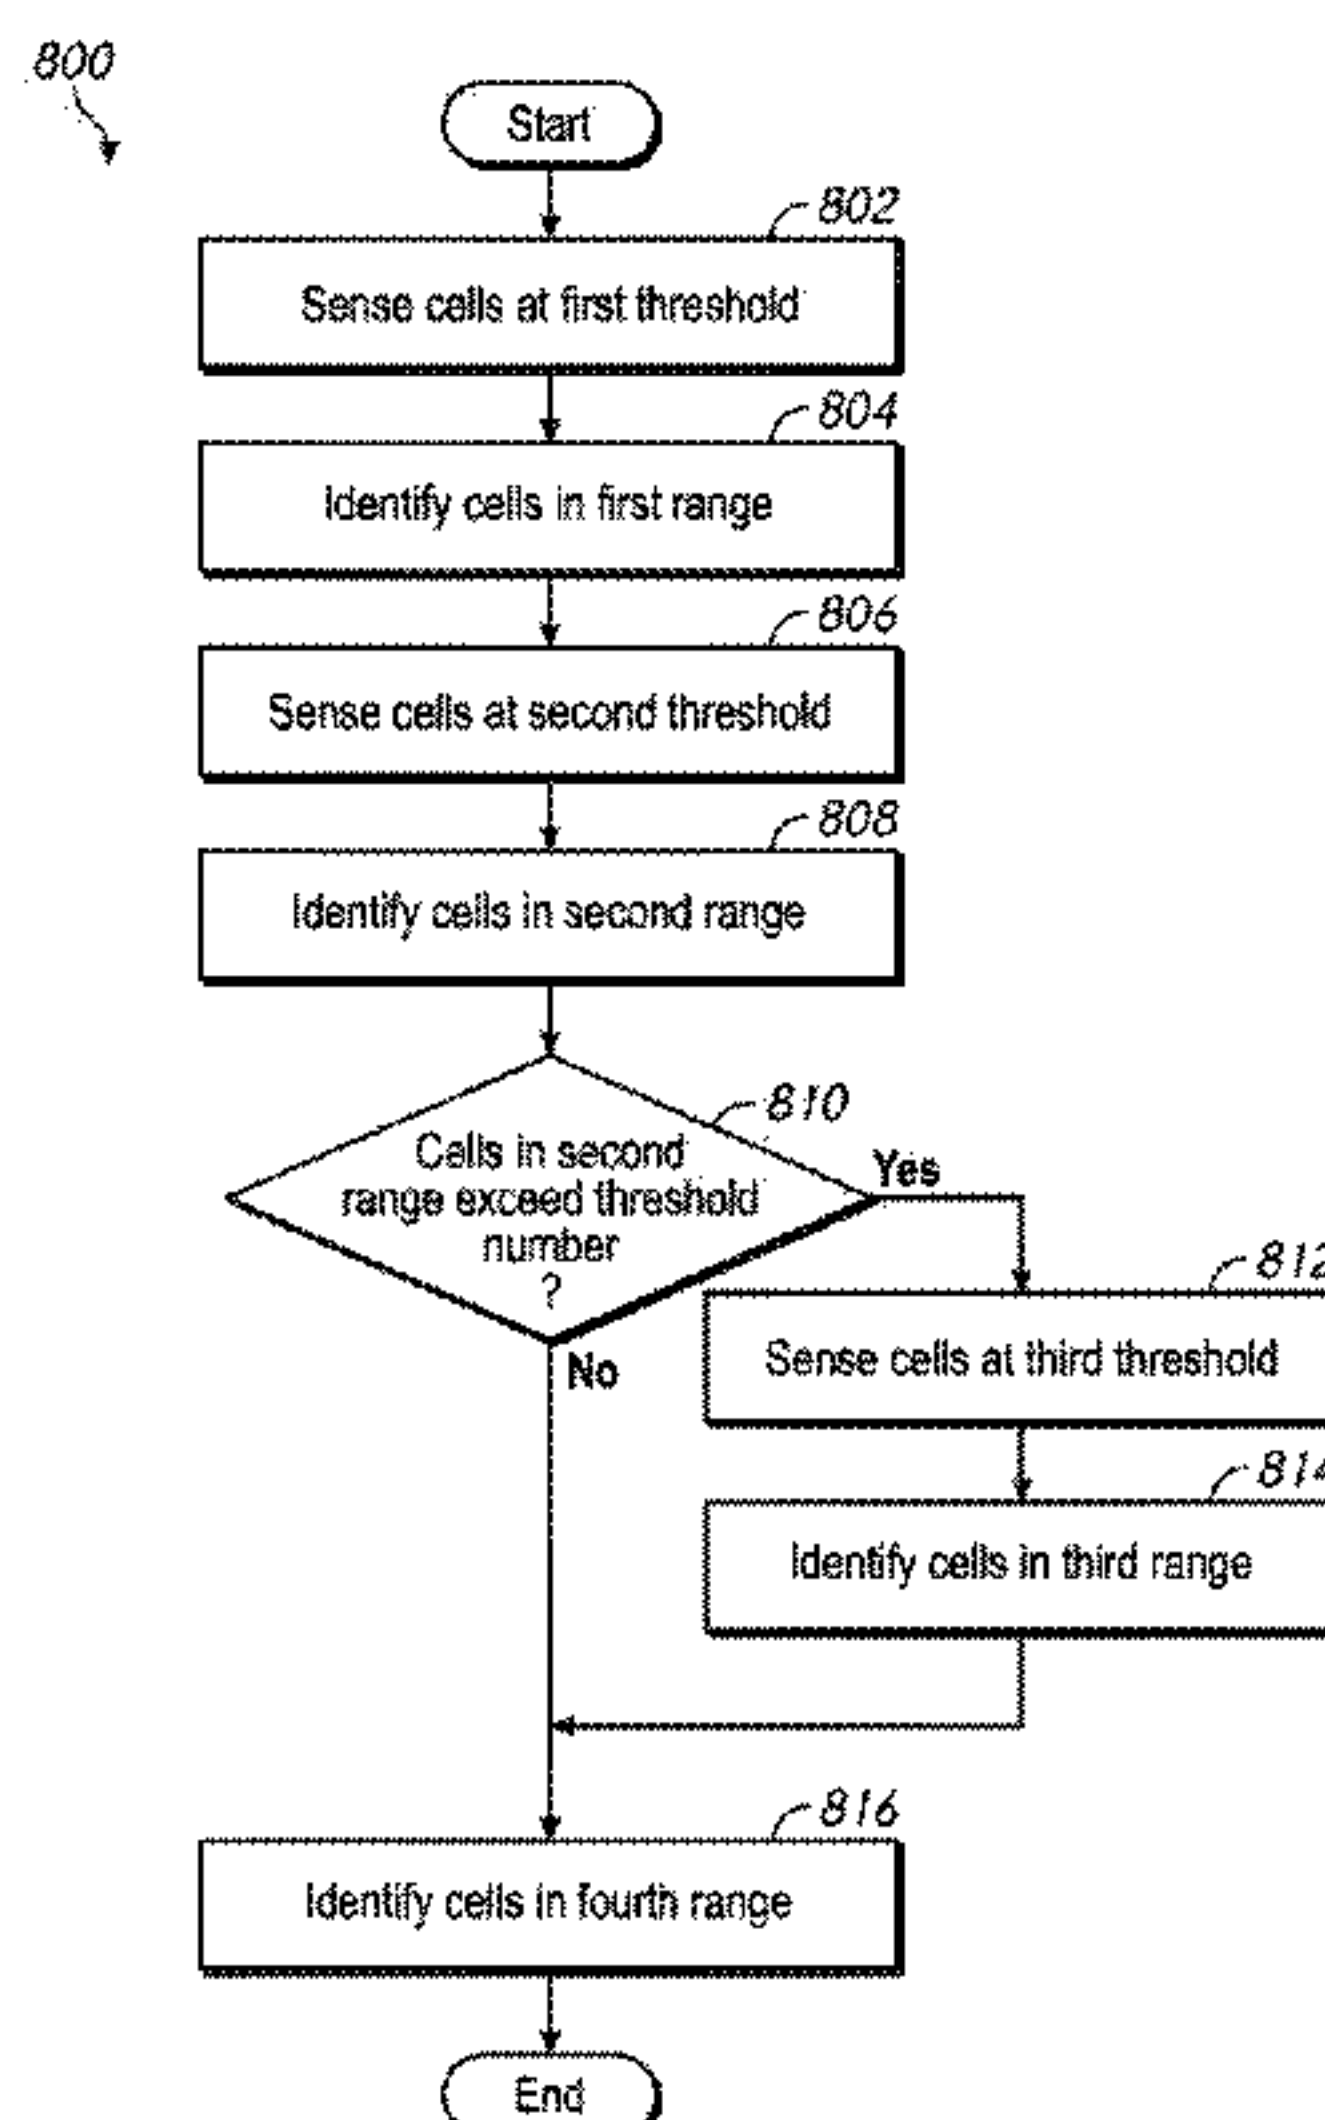 800
Start
802
Sense cells at first threshold
804
Identify cells in first range
806
Sense cells at second threshold
808
Identify cells in second range
810
Cells in second
range exceed threshold
number
?
Yes
No
812
Sense cells at third threshold
814
Identify cells in third range
816
Identify cells in fourth range
End